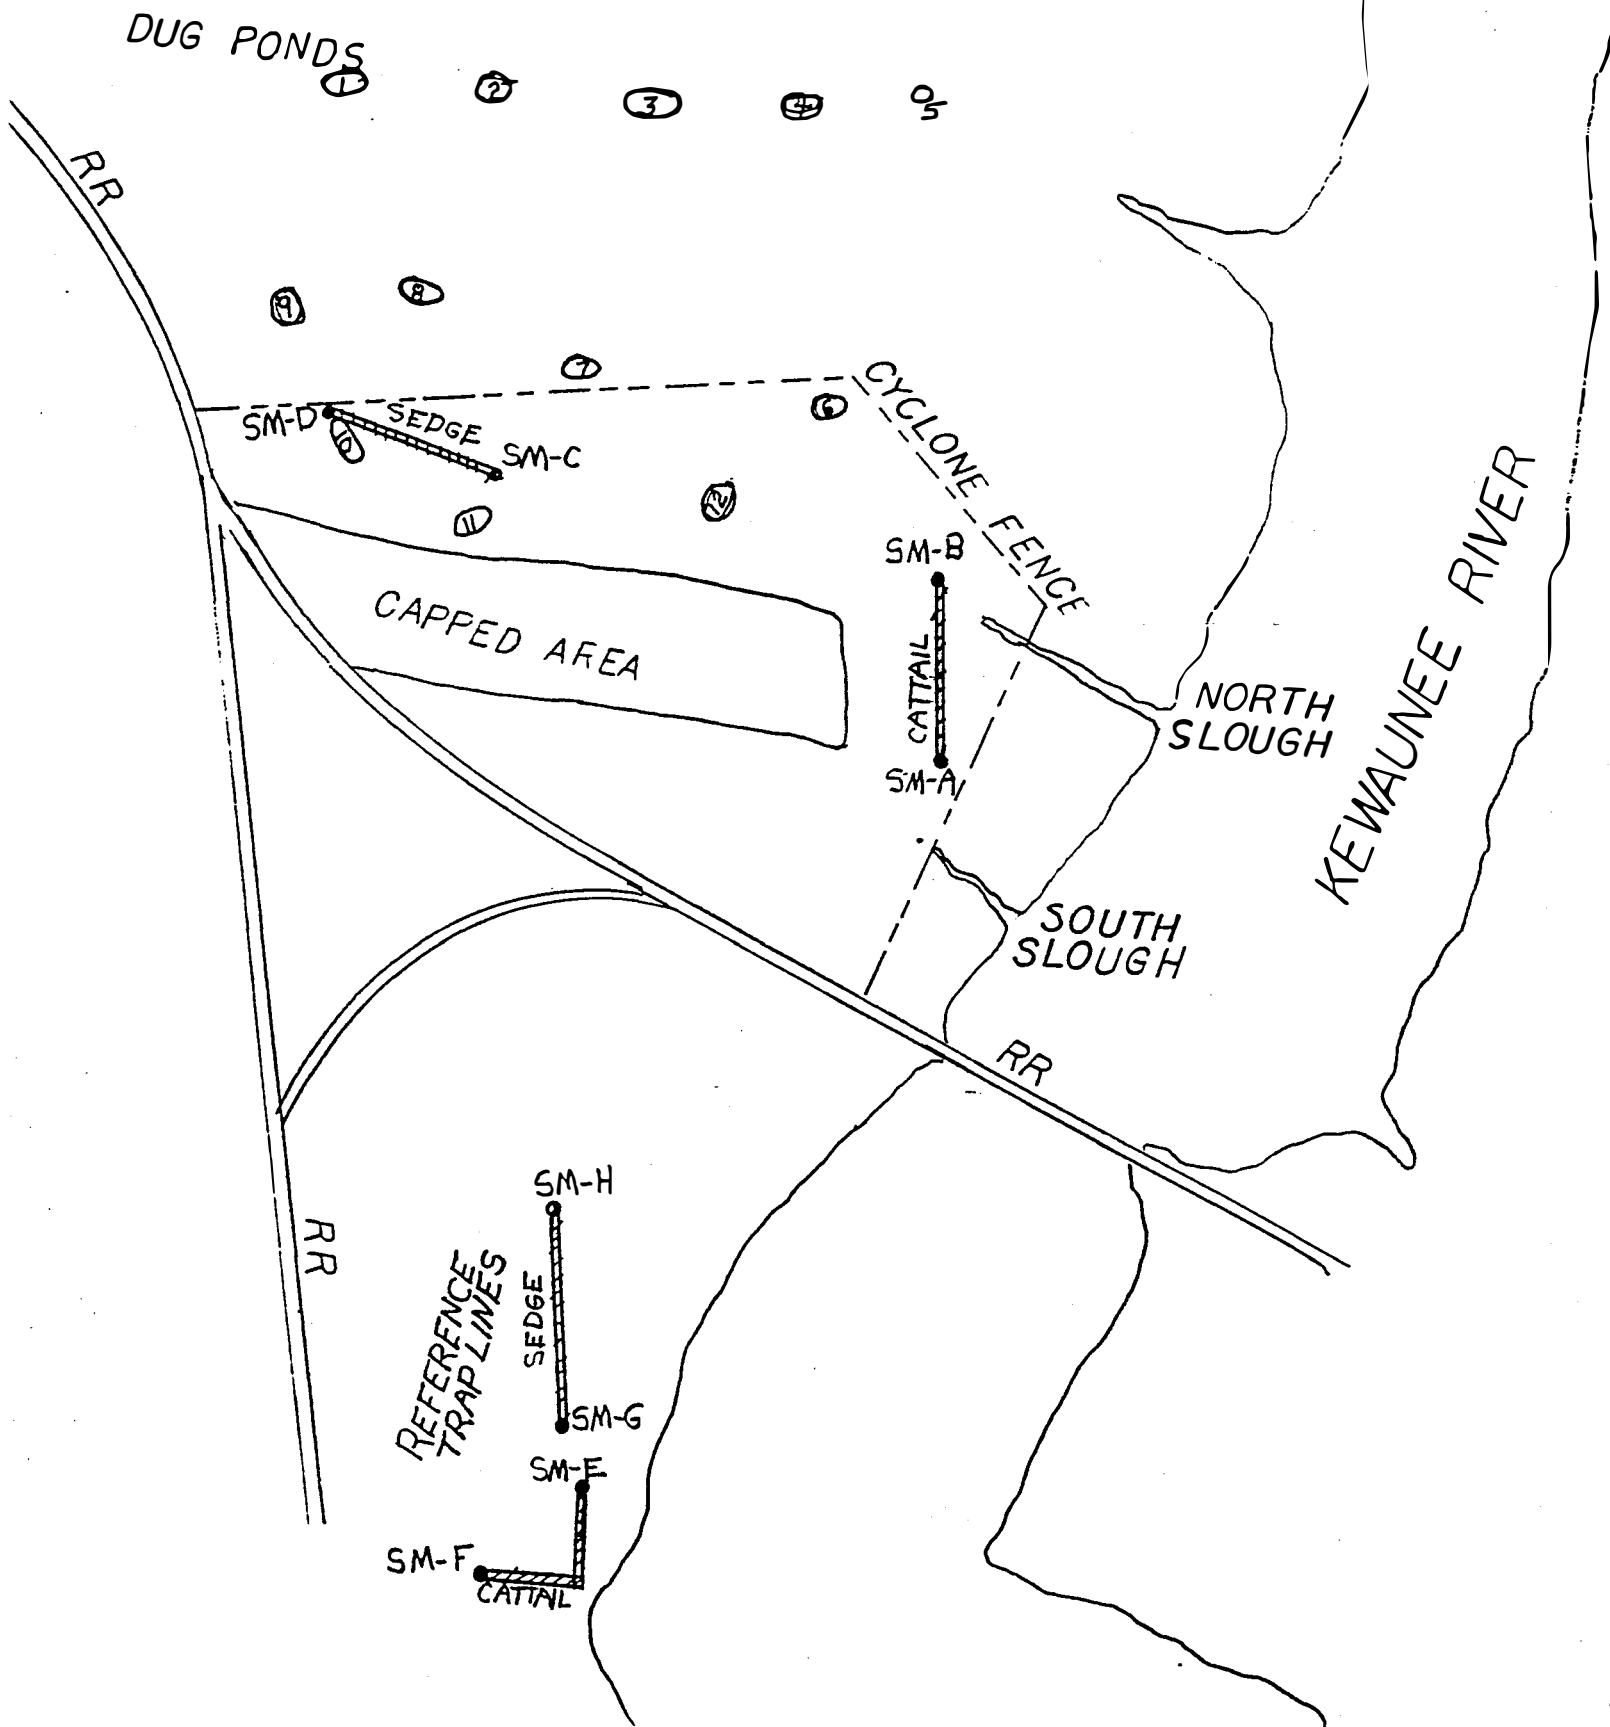 DUG PONDS
1
2
3
4
5
RR
9
8
7
6
CYCLONE FENCE
SM-D
SEDGE
SM-C
10
11
12
SM-B
CATTAIL
SM-A
CAPPED AREA
NORTH
SLOUGH
KEWAUNEE RIVER
SOUTH
SLOUGH
RR
RR
SM-H
SEDGE
REFERENCE
TRAP LINES
SM-G
SM-E
SM-F
CATTAIL